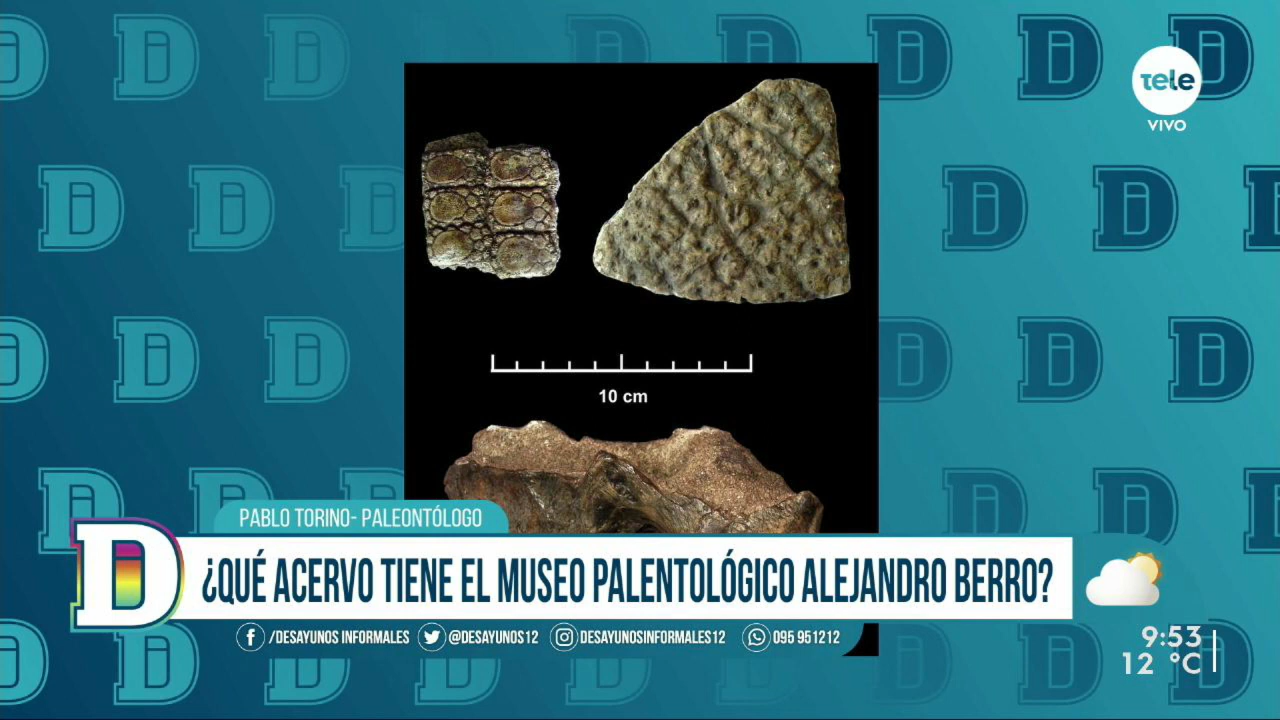 tele
VIVO
10 cm
PABLO TORINO- PALEONTÓLOGO
¿QUÉ ACERVO TIENE EL MUSEO PALENTOLÓGICO ALEJANDRO BERRO?
/DESAYUNOS INFORMALES @DESAYUNOS12 DESAYUNOSINFORMALES12 095 951212
9:53
12 °C